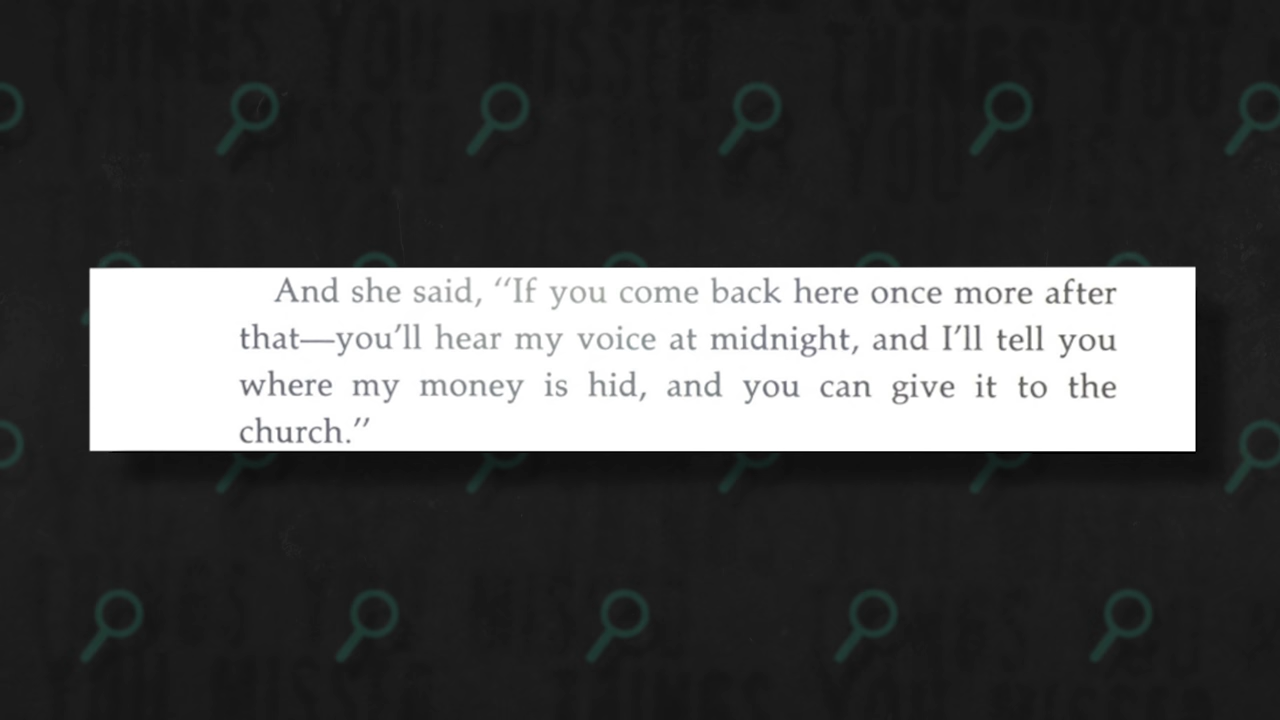 And she said, “If you come back here once more after
that—you’ll hear my voice at midnight, and I’ll tell you
where my money is hid, and you can give it to the
church.”